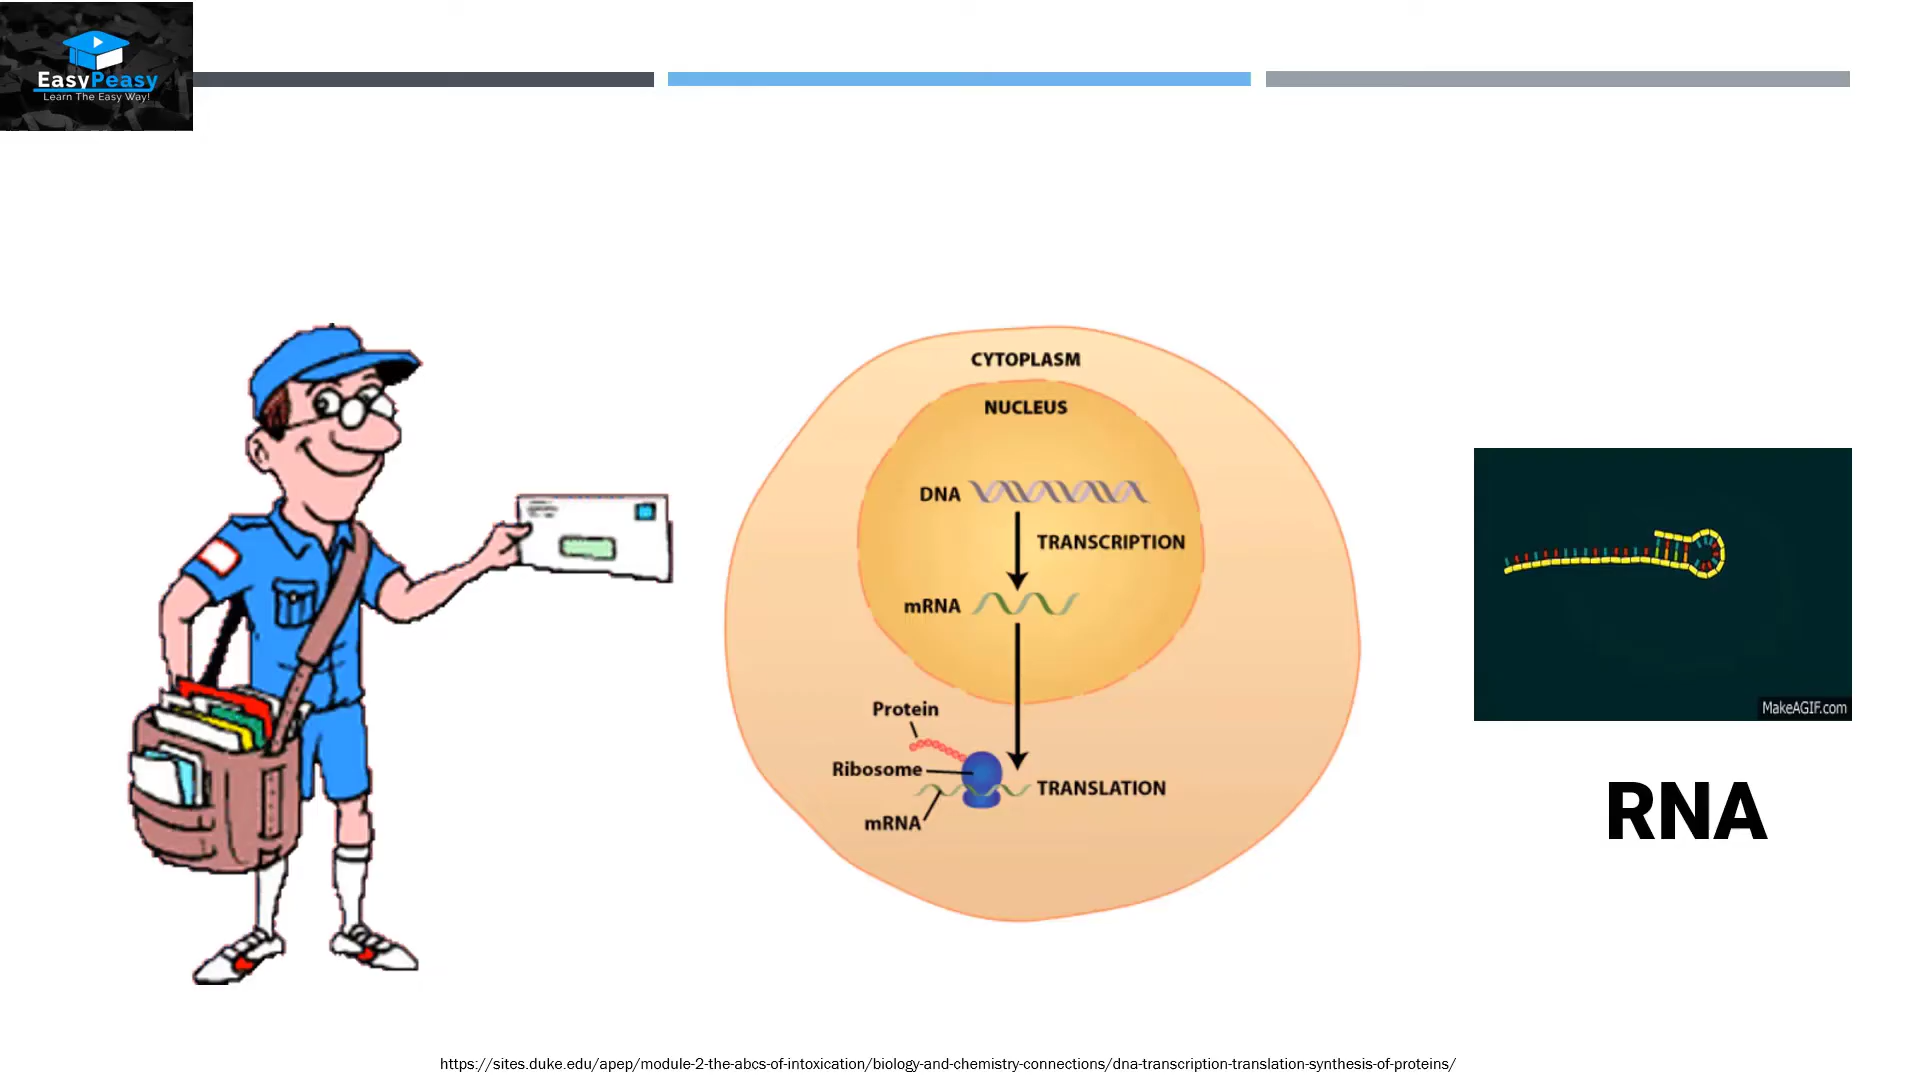 EasyPeasy
Learn The Easy Way!
CYTOPLASM
NUCLEUS
DNA
TRANSCRIPTION
mRNA
Protein
Ribosome
TRANSLATION
mRNA
MakeAGIF.com
RNA
https://sites.duke.edu/apep/module-2-the-abcs-of-intoxication/biology-and-chemistry-connections/dna-transcription-translation-synthesis-of-proteins/